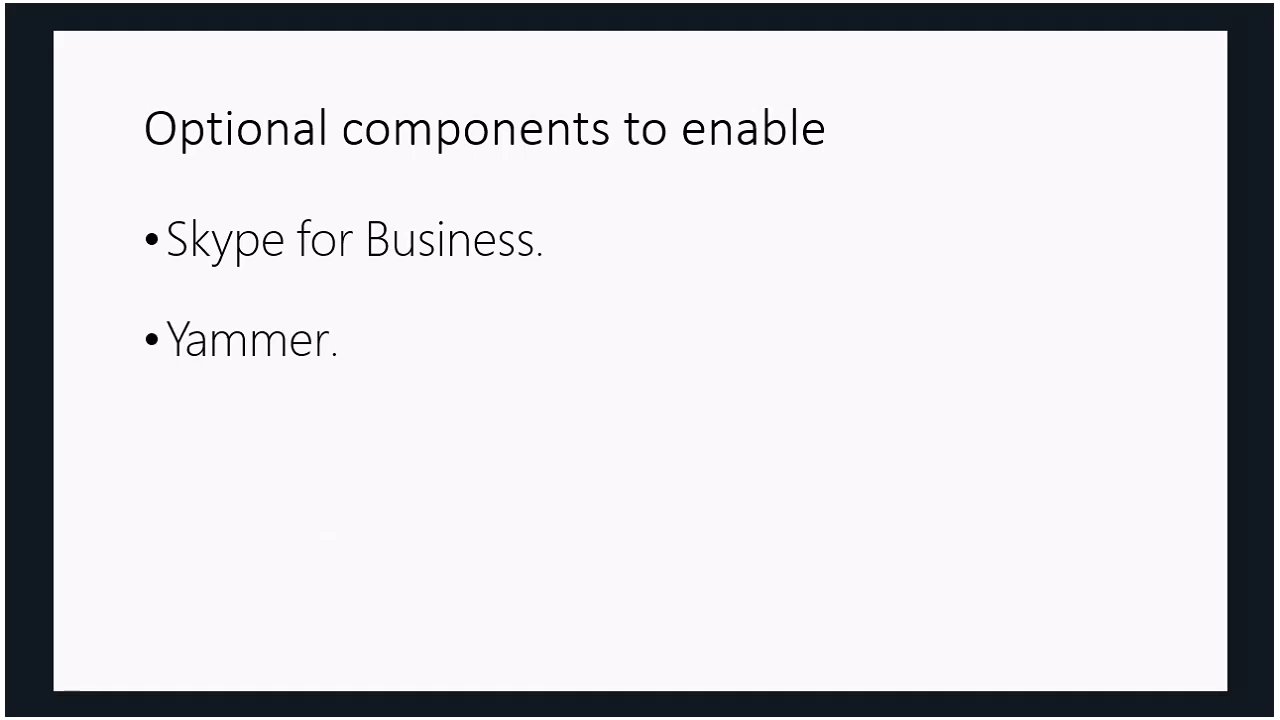 Optional components to enable
•Skype for Business.
•Yammer.